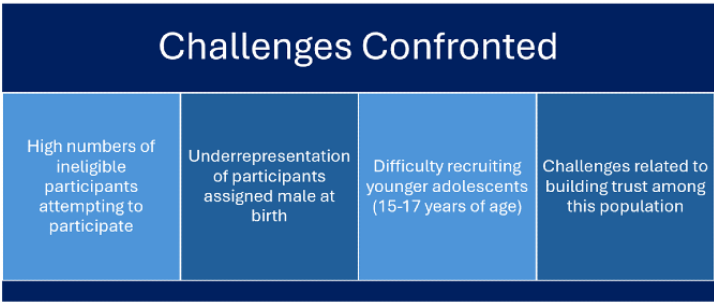 Challenges Confronted
High numbers of
ineligible
participants
attempting to
participate
Underrepresentation
of participants
assigned male at
birth
Difficulty recruiting
younger adolescents
(15-17 years of age)
Challenges related to
building trust among
this population